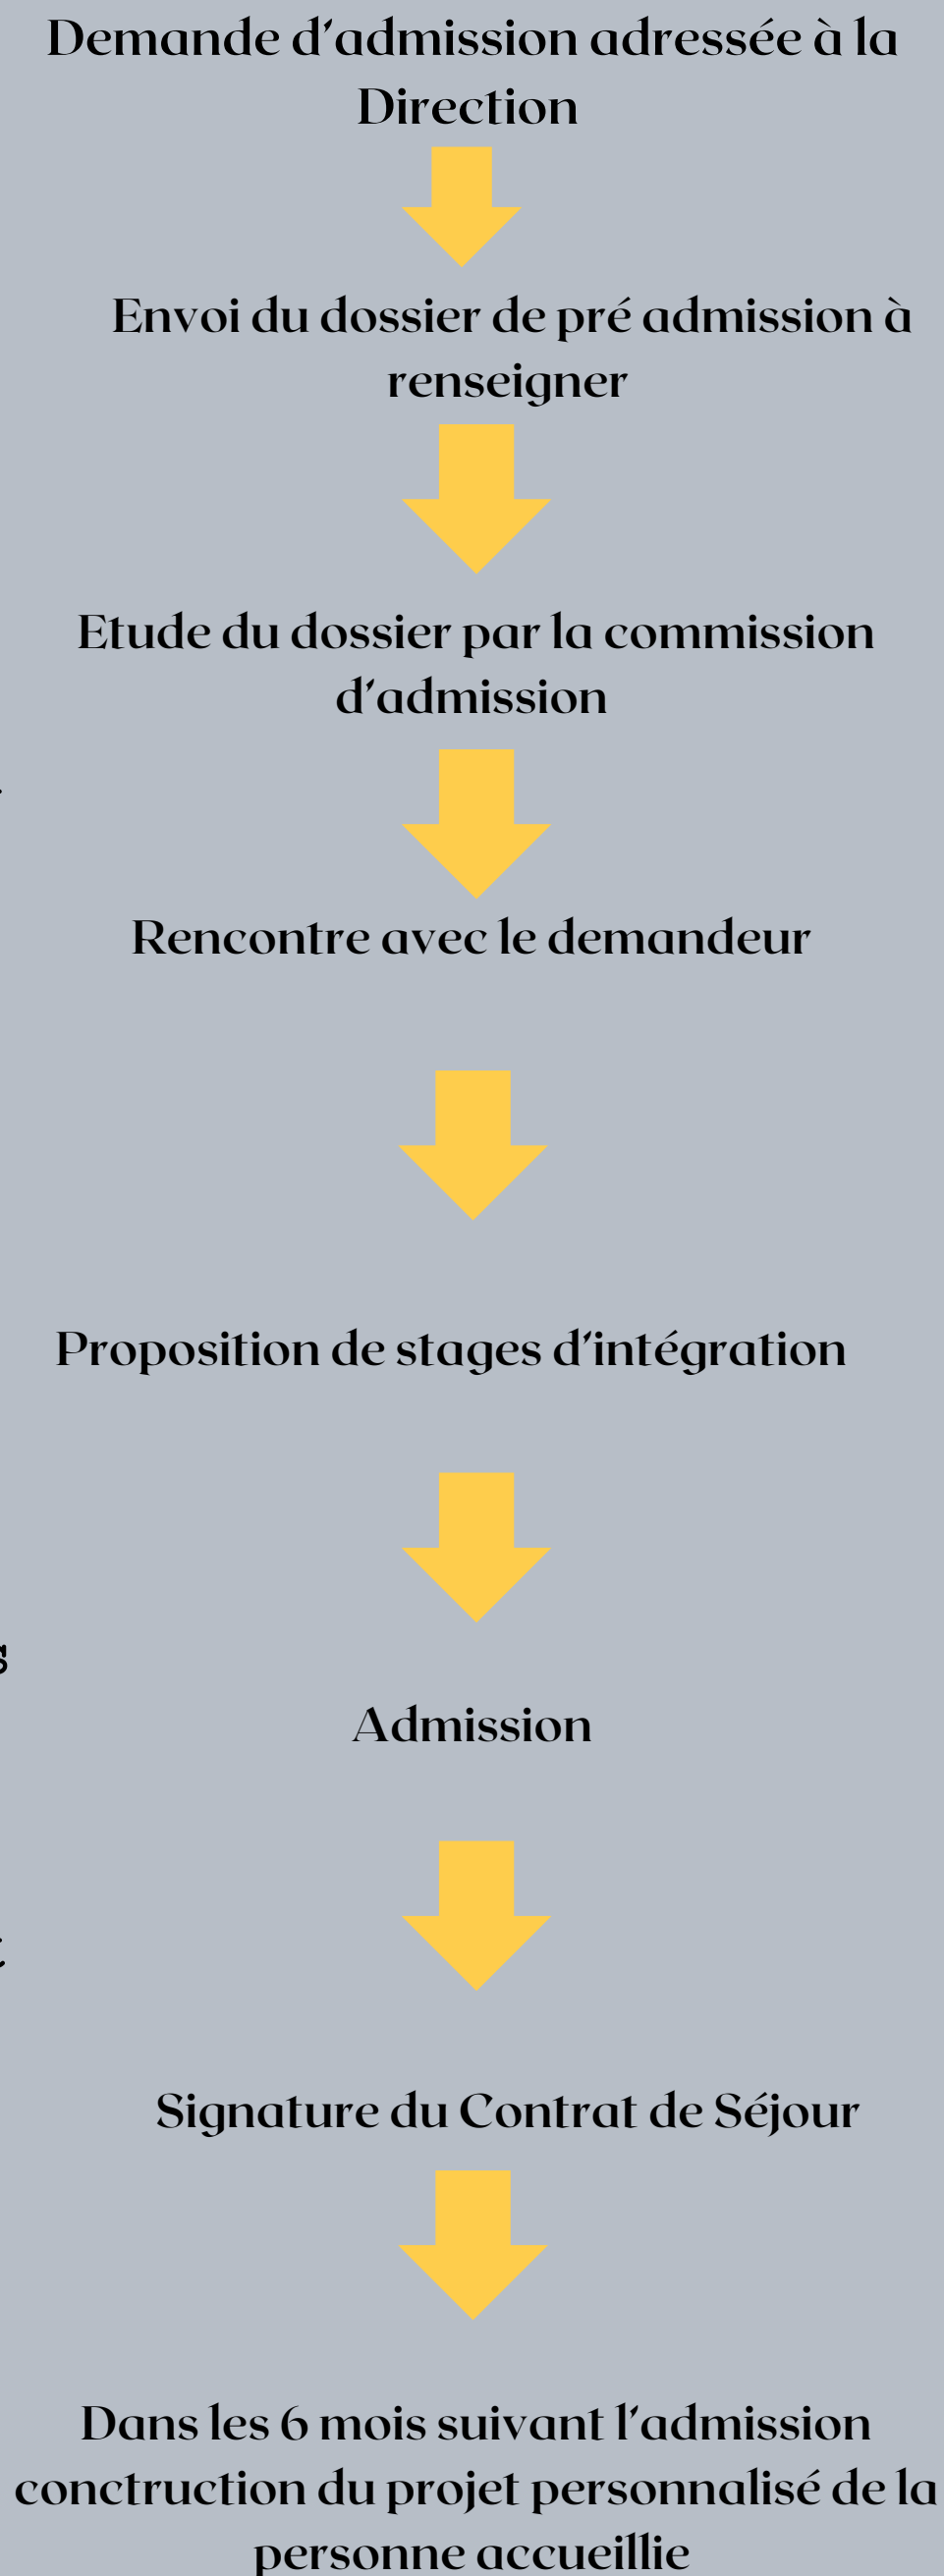 Demande d'admission adressée à la
Direction
Envoi du dossier de pré admission à
renseigner
Etude du dossier par la commission
d'admission
Rencontre avec le demandeur
Proposition de stages d'intégration
s
Admission
Signature du Contrat de Séjour
Dans les 6 mois suivant l'admission
conctruction du projet personnalisé de la
personne accueillie